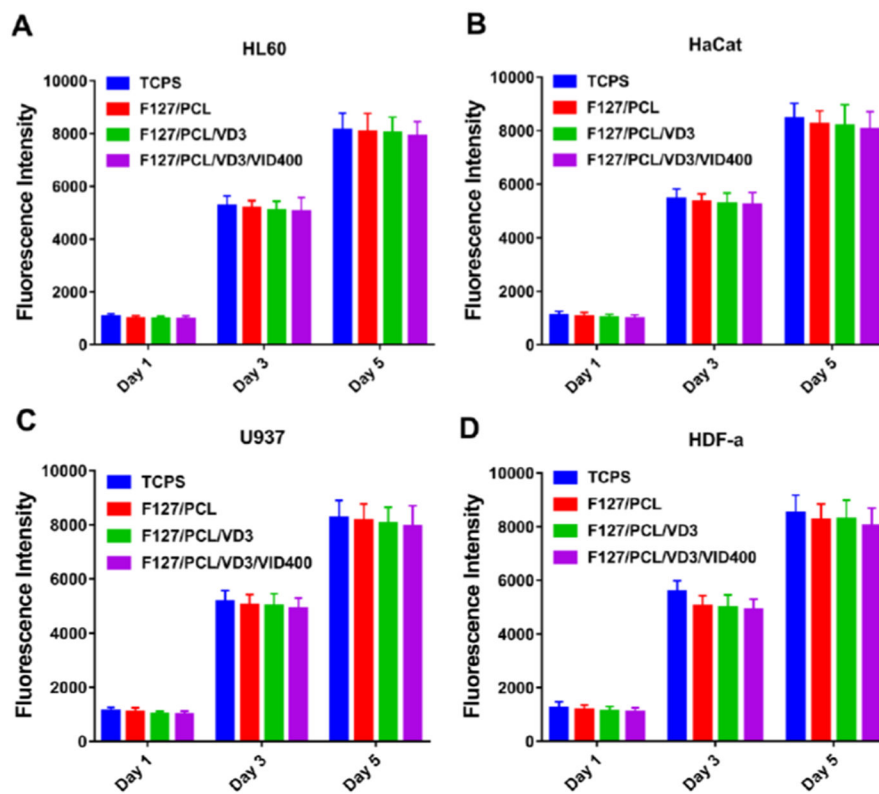 A
HL60
Fluorescence Intensity
10000
8000
6000
4000
2000
0
TCPS
F127/PCL
F127/PCL/VD3
F127/PCL/VD3/VID400
Day 1
Day 3
Day 5
B
HaCat
Fluorescence Intensity
10000
8000
6000
4000
2000
0
TCPS
F127/PCL
F127/PCL/VD3
F127/PCL/VD3/VID400
Day 1
Day 3
Day 5
C
U937
Fluorescence Intensity
10000
8000
6000
4000
2000
0
TCPS
F127/PCL
F127/PCL/VD3
F127/PCL/VD3/VID400
Day 1
Day 3
Day 5
D
HDF-a
Fluorescence Intensity
10000
8000
6000
4000
2000
0
TCPS
F127/PCL
F127/PCL/VD3
F127/PCL/VD3/VID400
Day 1
Day 3
Day 5